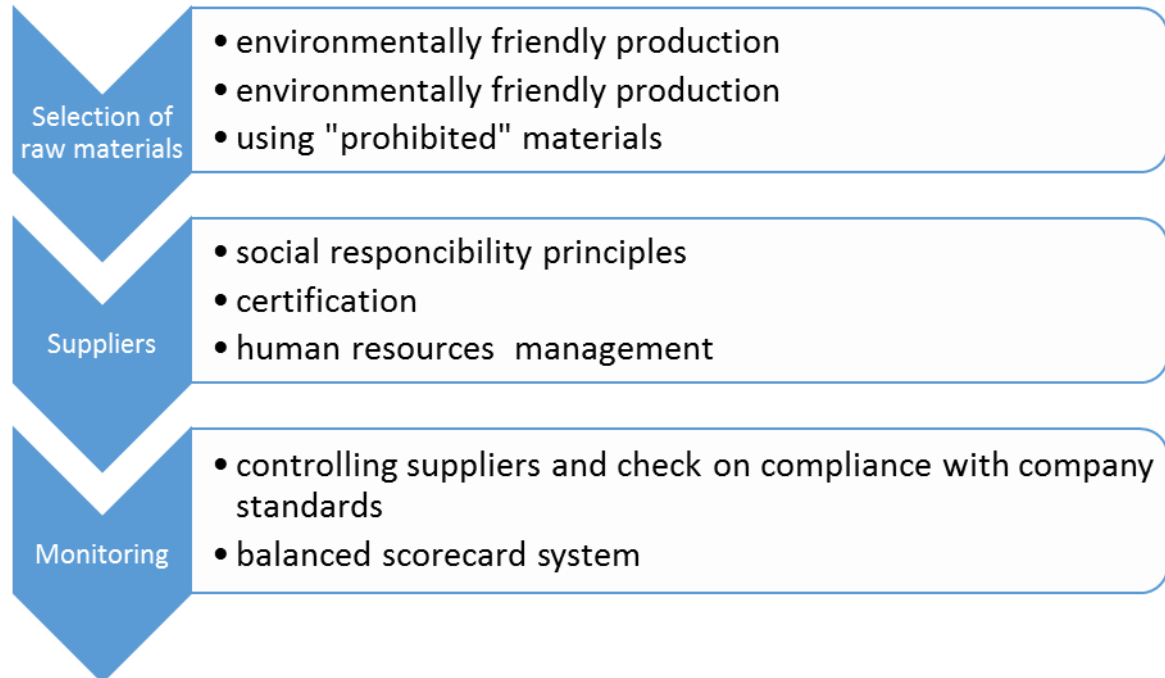 Selection of
raw materials
• environmentally friendly production
• environmentally friendly production
• using "prohibited" materials
Suppliers
• social responcibility principles
• certification
• human resources  management
Monitoring
• controlling suppliers and check on compliance with company
standards
• balanced scorecard system